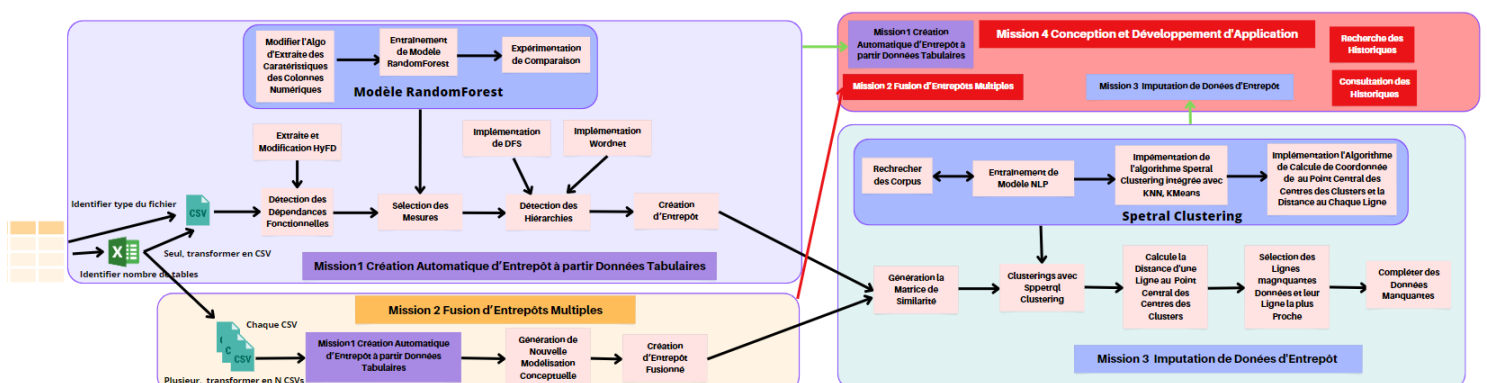 Modifier l'Algo
d'Extraite des
Caratéristiques
des Colonnes
Numériques
Entraînement
de Modèle
RandomForest
Expérimentation
de Comparaison
Modèle RandomForest
Extraite et
Modification HyFD
Implémentation
de DFS
Implémentation
Wordnet
Identifier type du fichier
CSV
Détection des
Dépendances
Fonctionnelles
Sélection des
Mesures
Détection des
Hiérarchies
Création
d'Entrepôt
X
Seul, transformer en CSV
Identifier nombre de tables
Mission1 Création Automatique d'Entrepôt à partir Données Tabulaires
Mission 2 Fusion d'Entrepôts Multiples
Chaque CSV
C
C
CSV
Plusieur, transformer en N CSVs
Mission1 Création Automatique
d'Entrepôt à partir Données
Tabulaires
Génération de
Nouvelle
Modélisation
Conceptuelle
Création
d'Entrepôt
Fusionné
Mission1 Création
Automatique d'Entrepôt à
partir Données Tabulaires
Mission 4 Conception et Développement d'Application
Recherche des
Historiques
Mission 2 Fusion d'Entrepôts Multiples
Mission 3 Imputation de Donées d'Entrepôt
Consultation des
Historiques
Rechrecher
des Corpus
Entraînement de
Modèle NLP
Impémentation de
l'algorithme Spetral
Clustering intégrée avec
KNN, KMeans
Implémentation l'Algorithme
de Calcule de Coordonnée
de au Point Central des
Centres des Clusters et la
Distance au Chaque Ligne
Spetral Clustering
Génération la
Matrice de
Similarité
Clusterings avec
Sppetrql
Clustering
Calcule la
Distance d'une
Ligne au Point
Central des
Centres des
Clusters
Sélection des
Lignes
magnquantes
Données et leur
Ligne la plus
Proche
Compléter des
Données
Manquantes
Mission 3 Imputation de Donées d'Entrepôt